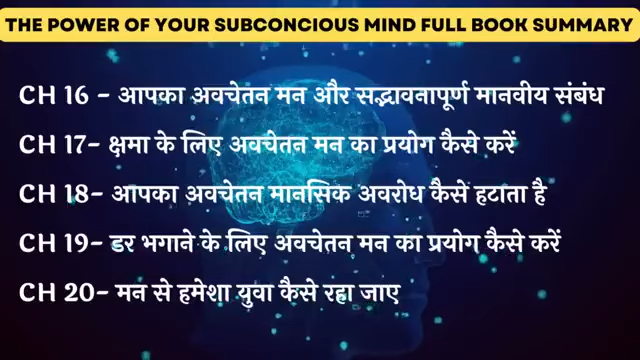 THE POWER OF YOUR SUBCONCIOUS MIND FULL BOOK SUMMARY
CH 16 - आपका अवचेतन मन और सद्भावनापूर्ण मानवीय संबंध
CH 17- क्षमा के लिए अवचेतन मन का प्रयोग कैसे करें
CH 18- आपका अवचेतन मानसिक अवरोध कैसे हटाता है
CH 19- डर भगाने के लिए अवचेतन मन का प्रयोग कैसे करें
CH 20- मन से हमेशा युवा कैसे रहा जाए